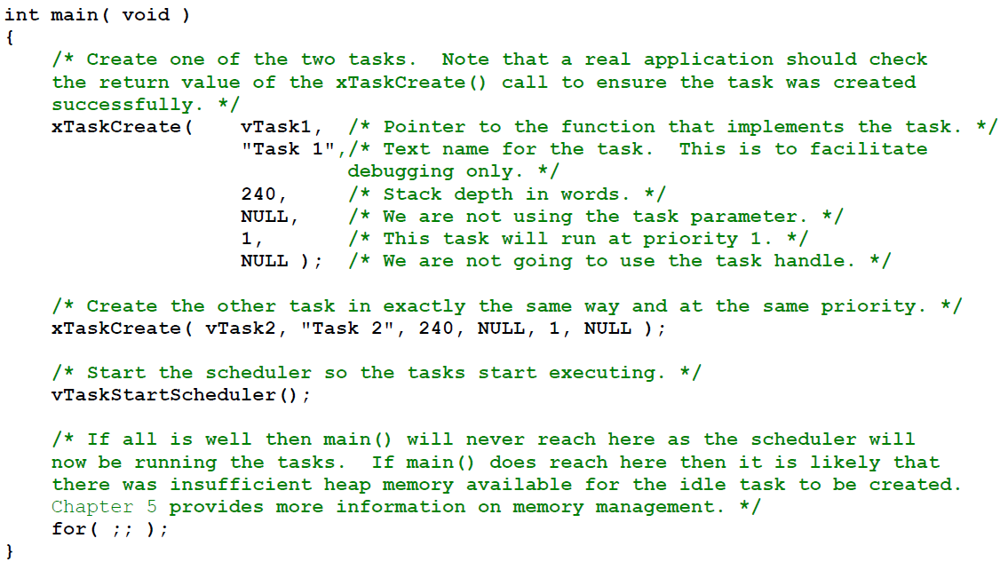 int main( void )
{
    /* Create one of the two tasks.  Note that a real application should check
    the return value of the xTaskCreate() call to ensure the task was created
    successfully. */
    xTaskCreate(    vTask1,  /* Pointer to the function that implements the task. */
                    "Task 1",/* Text name for the task.  This is to facilitate
                             debugging only. */
                    240,     /* Stack depth in words. */
                    NULL,    /* We are not using the task parameter. */
                    1,       /* This task will run at priority 1. */
                    NULL );  /* We are not going to use the task handle. */

    /* Create the other task in exactly the same way and at the same priority. */
    xTaskCreate( vTask2, "Task 2", 240, NULL, 1, NULL );

    /* Start the scheduler so the tasks start executing. */
    vTaskStartScheduler();

    /* If all is well then main() will never reach here as the scheduler will
    now be running the tasks.  If main() does reach here then it is likely that
    there was insufficient heap memory available for the idle task to be created.
    Chapter 5 provides more information on memory management. */
    for( ;; );
}